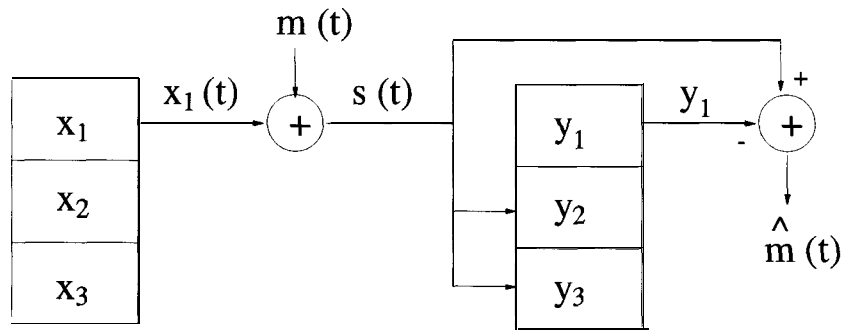 m (t)
x₁ (t)
+
s (t)
y₁
+
-
+
x₁
x₂
x₃
y₁
y₂
y₃
m̂ (t)